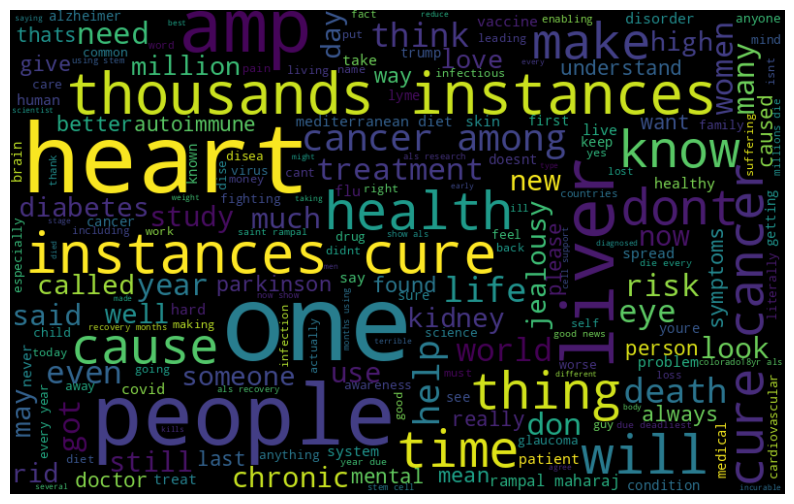 saying fact reduce best enabling disorder anyone
alzheimer put leading word
thats need amp day think make high women mind
using stem common vaccine isnt
give million pain living name trump love understand many
care infectious take way
scientist human thousands instances
lyme every
better autoimmune mediterranean diet skin first want live family caused
heart cancer among know suffering
brain thank known disea virus cant als research doesnt keep yes lost
might treatment new countries healthy
diabetes study money flu right early ill dont
weight fighting taking
stage cancer much health liver now getting
including work saint rampal drug show als feel
especially didnt back please spread
instances cure jealousy diagnosed
called year parkinson found life risk symptoms
men cell support die every
died now show say sure eye literally
said well made hard kidney self youre
child recovery months making infection science good news person look
one actually months using terrible
cause problem colorado8yr als
today someone help world must worse different loss
even going use awareness see thing death
never away covid body
may als recovery good don guy due deadliest always
every year got people anything really glaucoma medical cardiovascular
rid still last system time patient will cure cancer
diet kills year due agree
doctor treat chronic mental mean rampal maharaj condition
several stem cell incurable
millions die